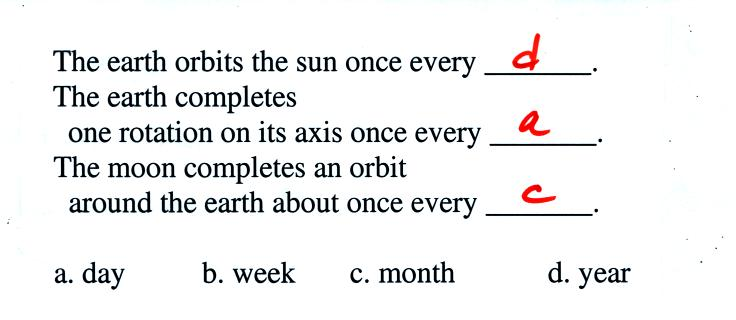 The earth orbits the sun once every d.
The earth completes
one rotation on its axis once every a.
The moon completes an orbit
around the earth about once every c.
a. day b. week c. month d. year